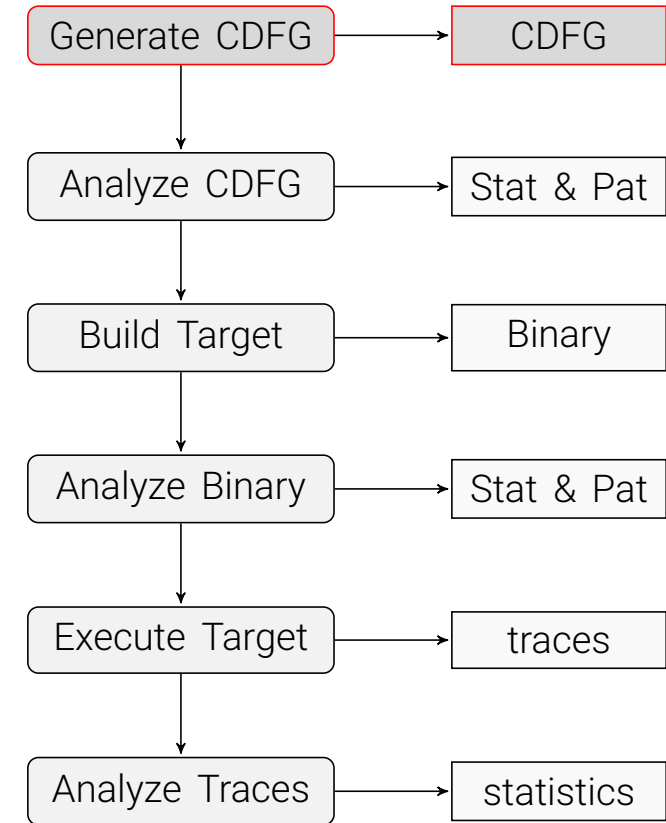 Generate CDFG
CDFG
Analyze CDFG
Stat & Pat
Build Target
Binary
Analyze Binary
Stat & Pat
Execute Target
traces
Analyze Traces
statistics